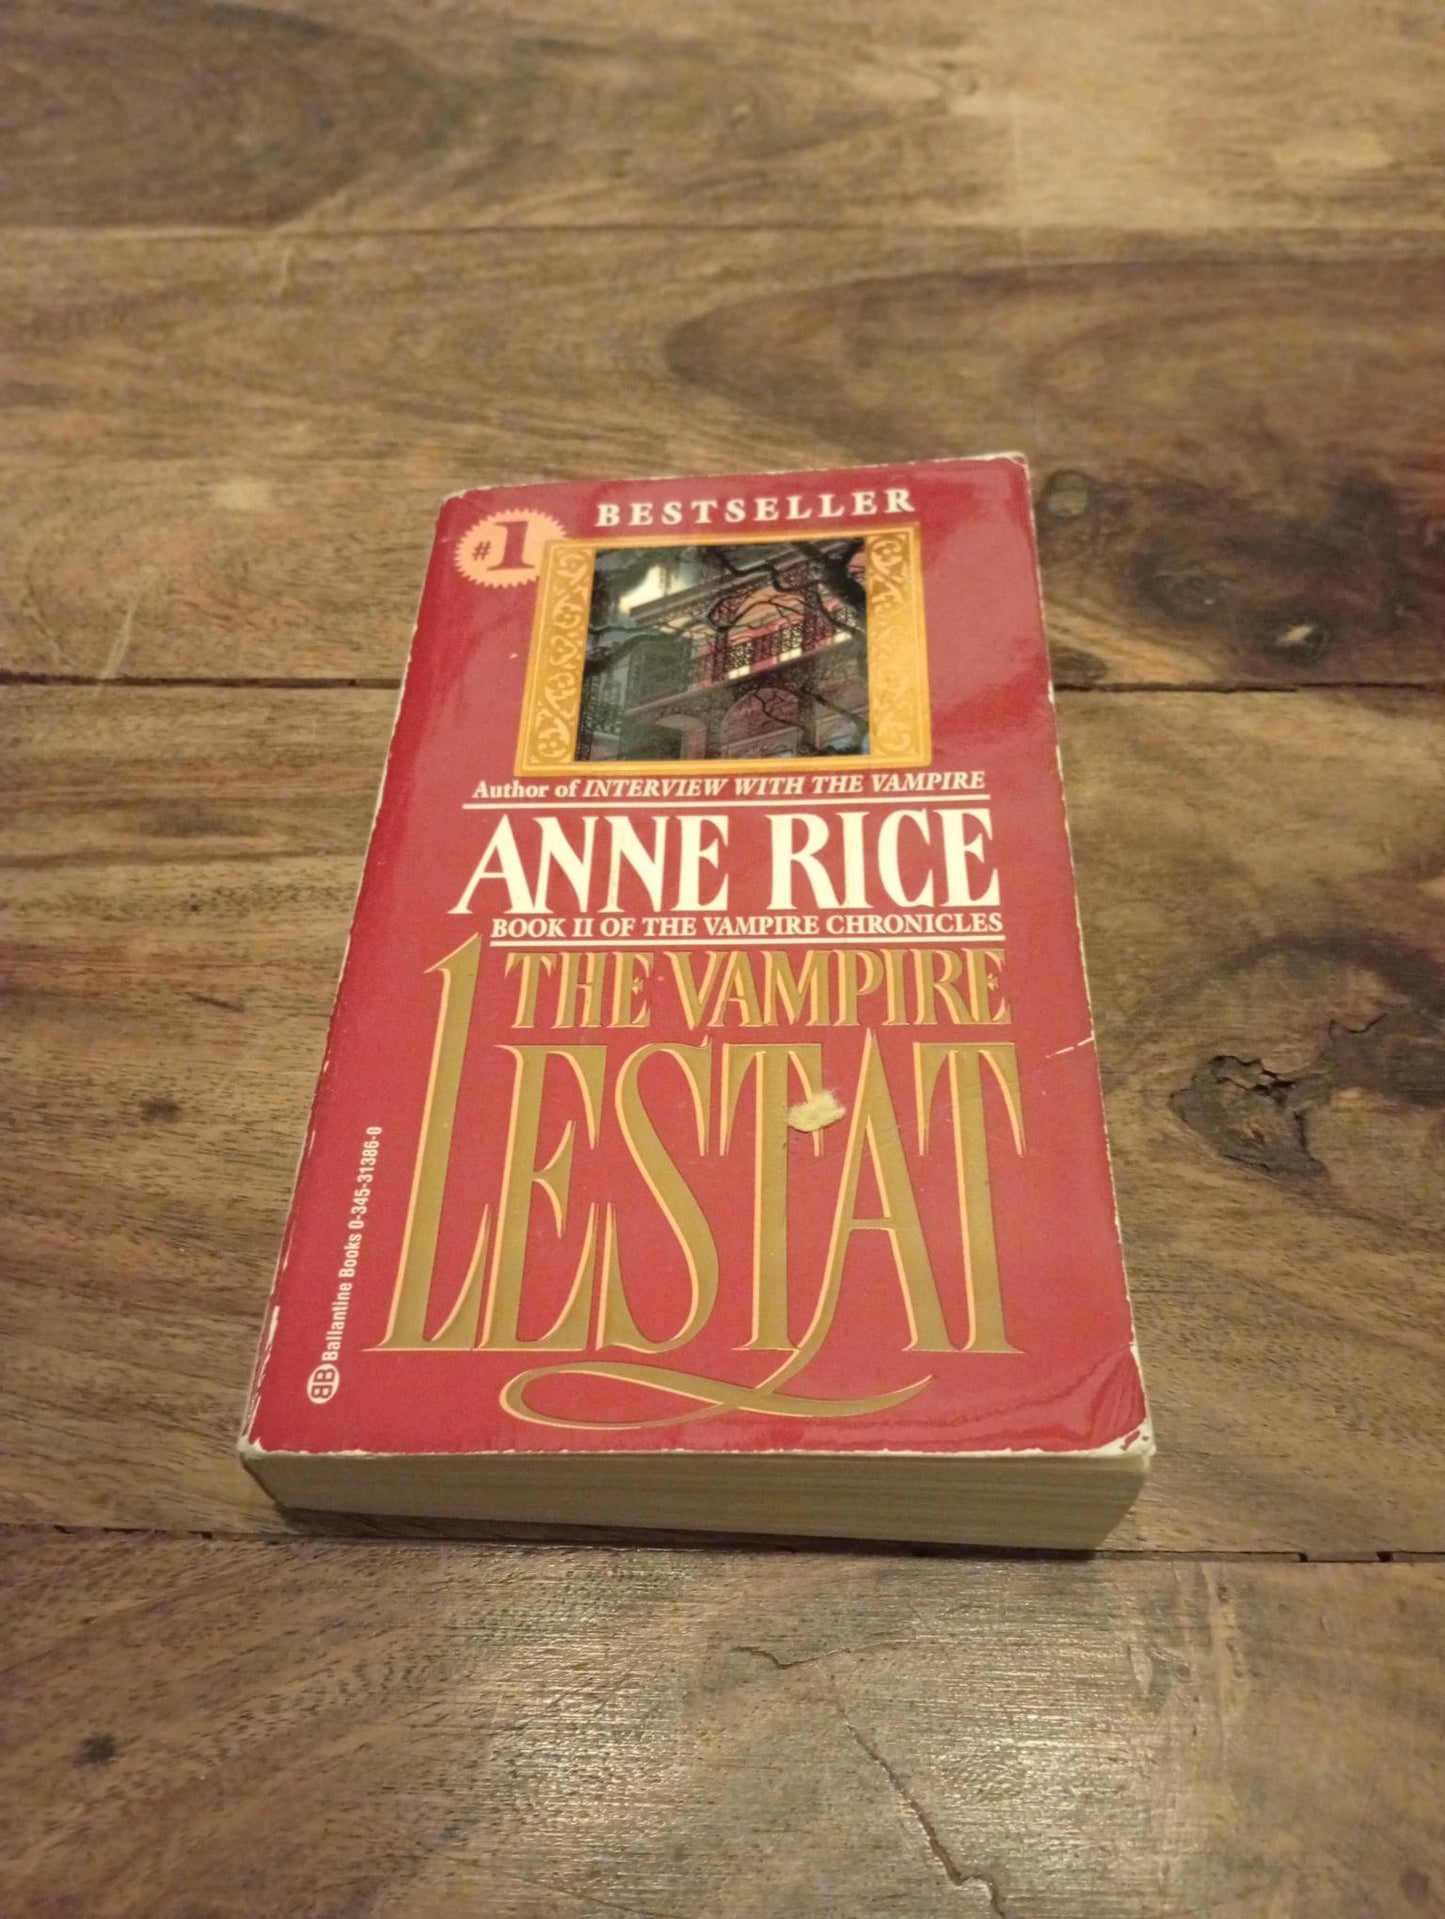 BESTSELLER
#1
Author of INTERVIEW WITH THE VAMPIRE
ANNE RICE
BOOK II OF THE VAMPIRE CHRONICLES
THE VAMPIRE
LESTAT
BB Ballantine Books 0-345-31386-0